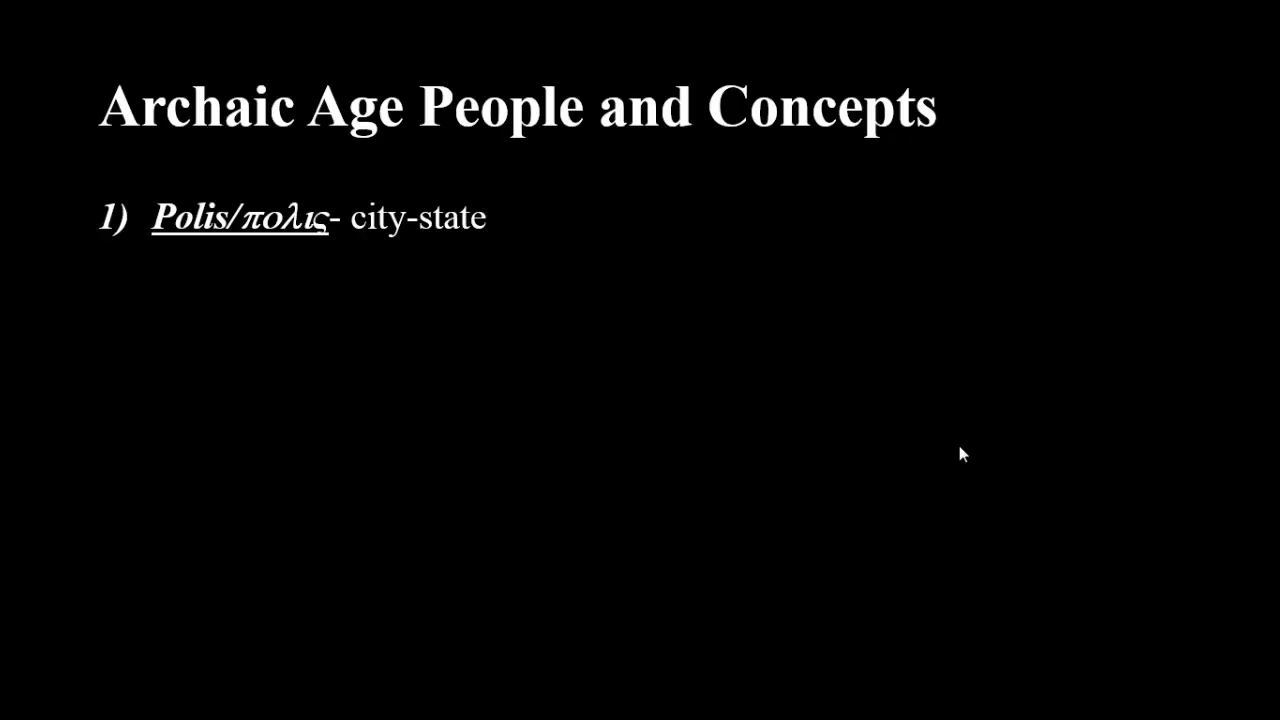 Archaic Age People and Concepts
1) Polis/πολις- city-state